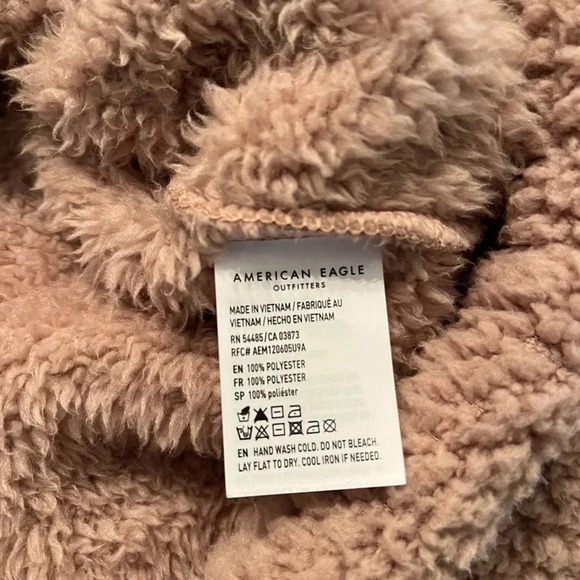 AMERICAN EAGLE
OUTFITTERS
MADE IN VIETNAM / FABRIQUÉ AU
VIETNAM / HECHO EN VIETNAM
RN 54485 / CA 03873
RFC# AEM120605U9A
EN 100% POLYESTER
FR 100% POLYESTER
SP 100% poliéster
EN HAND WASH COLD. DO NOT BLEACH.
LAY FLAT TO DRY. COOL IRON IF NEEDED.